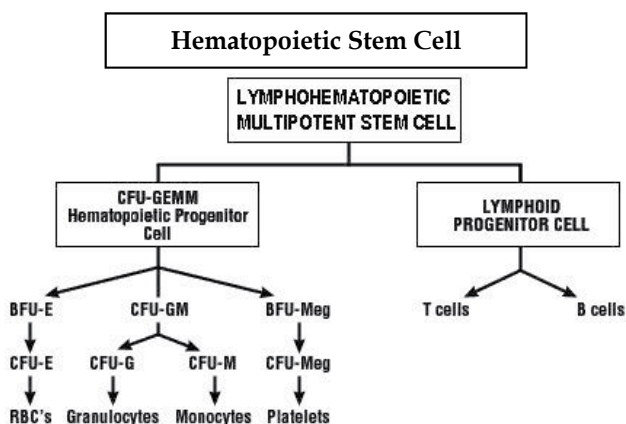 Hematopoietic Stem Cell
LYMPHOHEMATOPOIETIC
MULTIPOTENT STEM CELL
CFU-GEMM
Hematopoietic Progenitor
Cell
LYMPHOID
PROGENITOR CELL
BFU-E CFU-GM BFU-Meg T cells B cells
CFU-E CFU-G CFU-M CFU-Meg
RBC's Granulocytes Monocytes Platelets